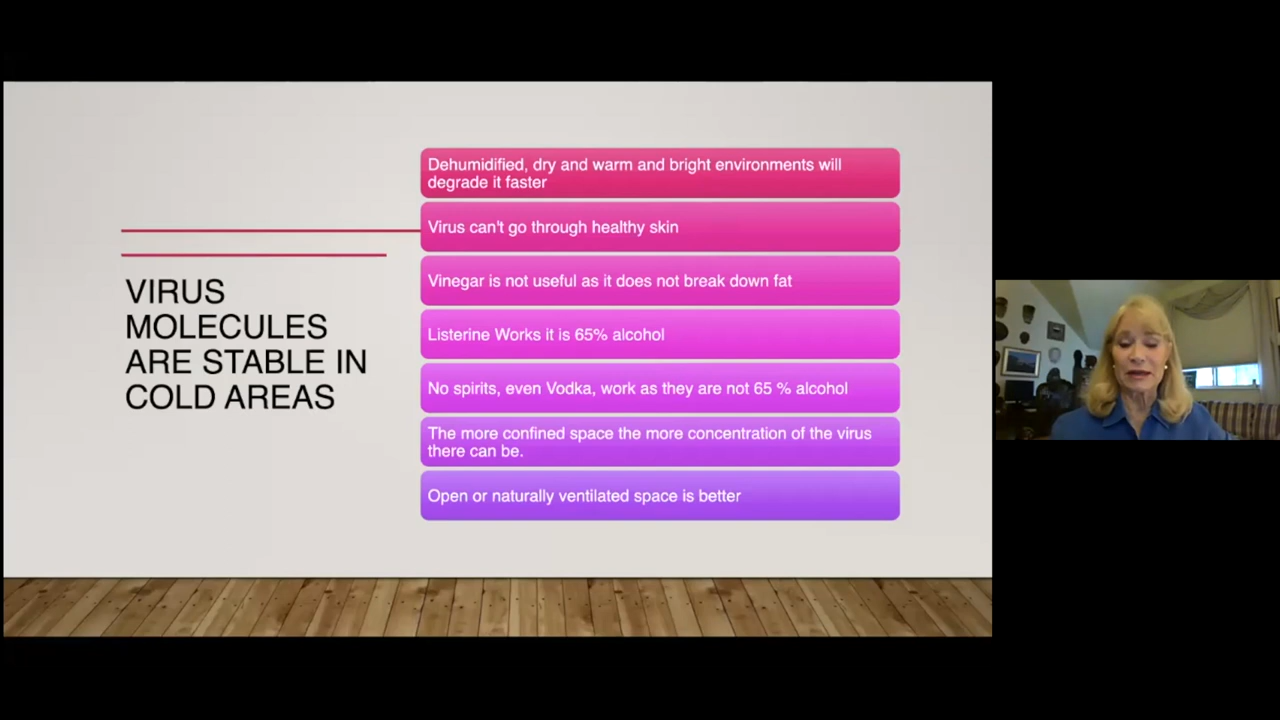 VIRUS
MOLECULES
ARE STABLE IN
COLD AREAS
Dehumidified, dry and warm and bright environments will
degrade it faster
Virus can't go through healthy skin
Vinegar is not useful as it does not break down fat
Listerine Works it is 65% alcohol
No spirits, even Vodka, work as they are not 65 % alcohol
The more confined space the more concentration of the virus
there can be.
Open or naturally ventilated space is better